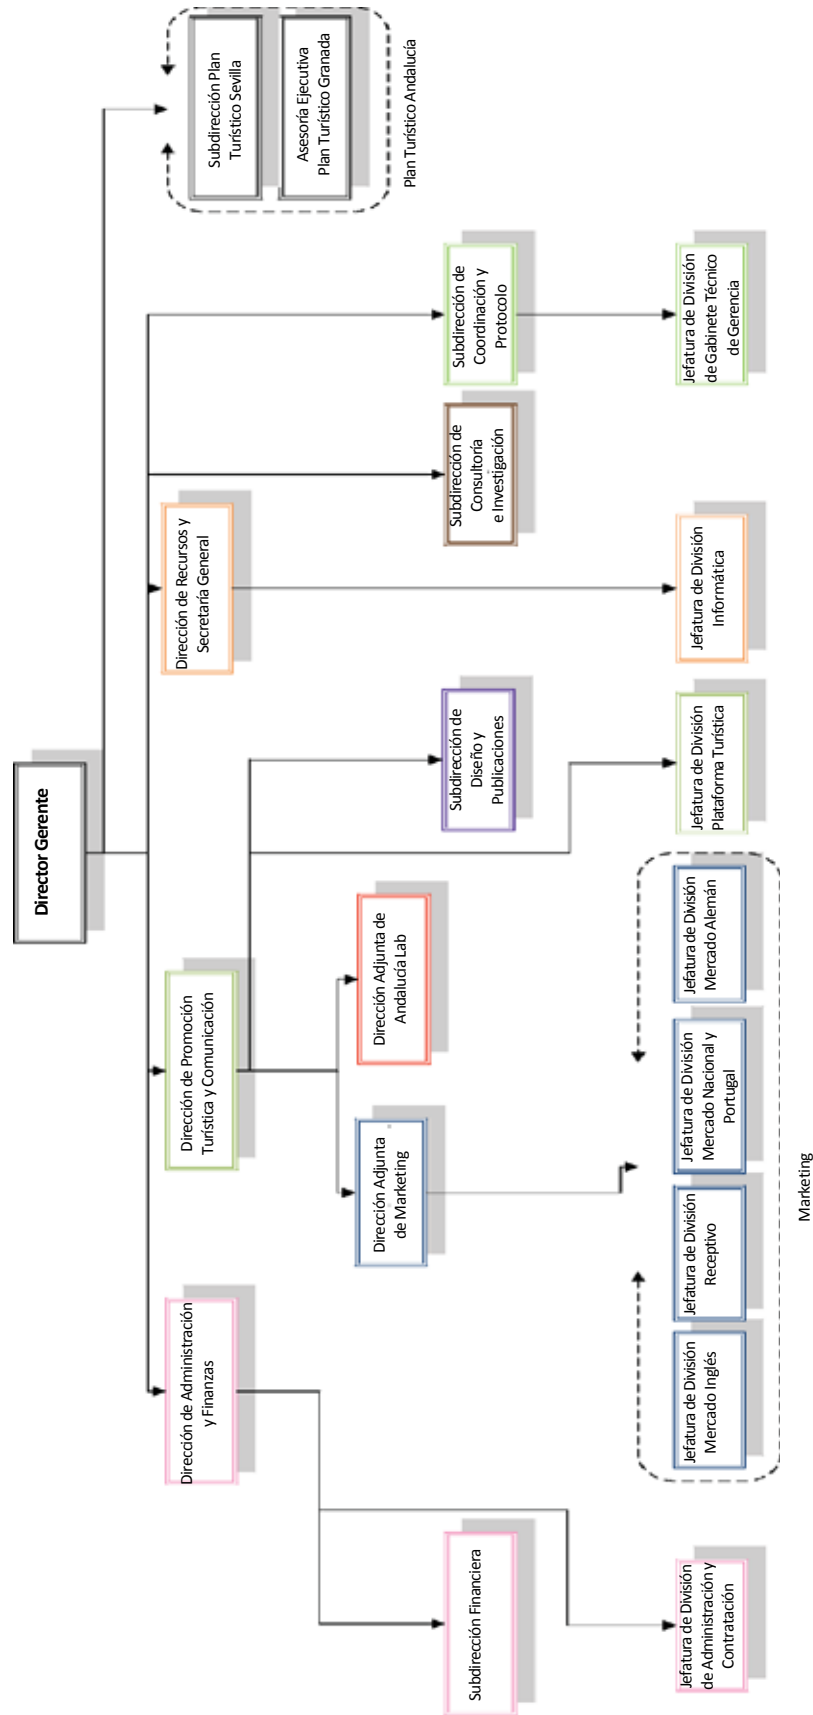 Director Gerente
Subdirección Plan
Turístico Sevilla
Asesoría Ejecutiva
Plan Turístico Granada
Plan Turístico Andalucía
Dirección de Administración
y Finanzas
Dirección de Promoción
Turística y Comunicación
Dirección de Recursos y
Secretaría General
Dirección Adjunta
de Marketing
Dirección Adjunta de
Andalucía Lab
Subdirección Financiera
Subdirección de
Diseño y
Publicaciones
Subdirección de
Consultoría
e Investigación
Subdirección de
Coordinación y
Protocolo
Jefatura de División
de Administración y
Contratación
Jefatura de División
Mercado Inglés
Jefatura de División
Receptivo
Jefatura de División
Mercado Nacional y
Portugal
Jefatura de División
Mercado Alemán
Jefatura de División
Plataforma Turística
Jefatura de División
Informática
Jefatura de División
de Gabinete Técnico
de Gerencia
Marketing